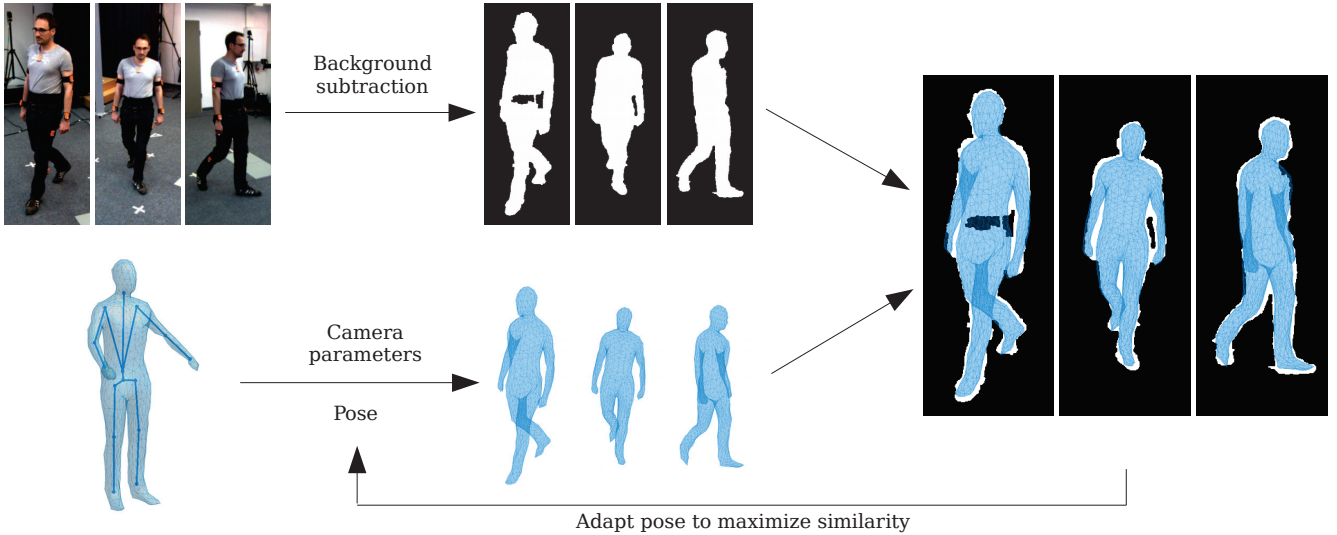 Background
subtraction
Camera
parameters
Pose
Adapt pose to maximize similarity